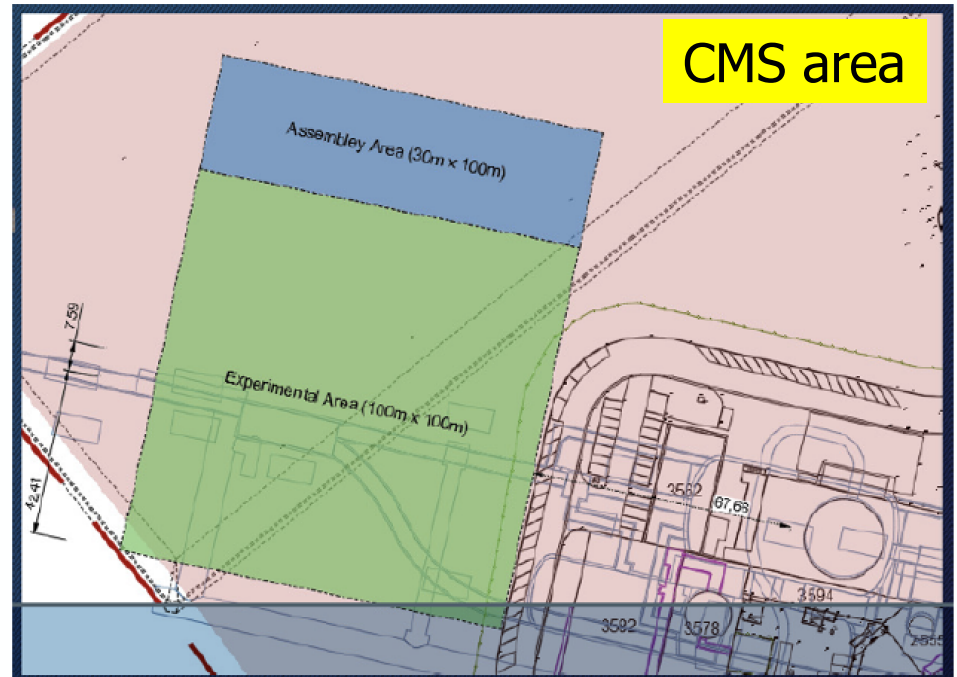 CMS area
Assembley Area (30m x 100m)
7.59
Experimental Area (100m x 100m)
42.41
3562
67,68
3594
3582
3578